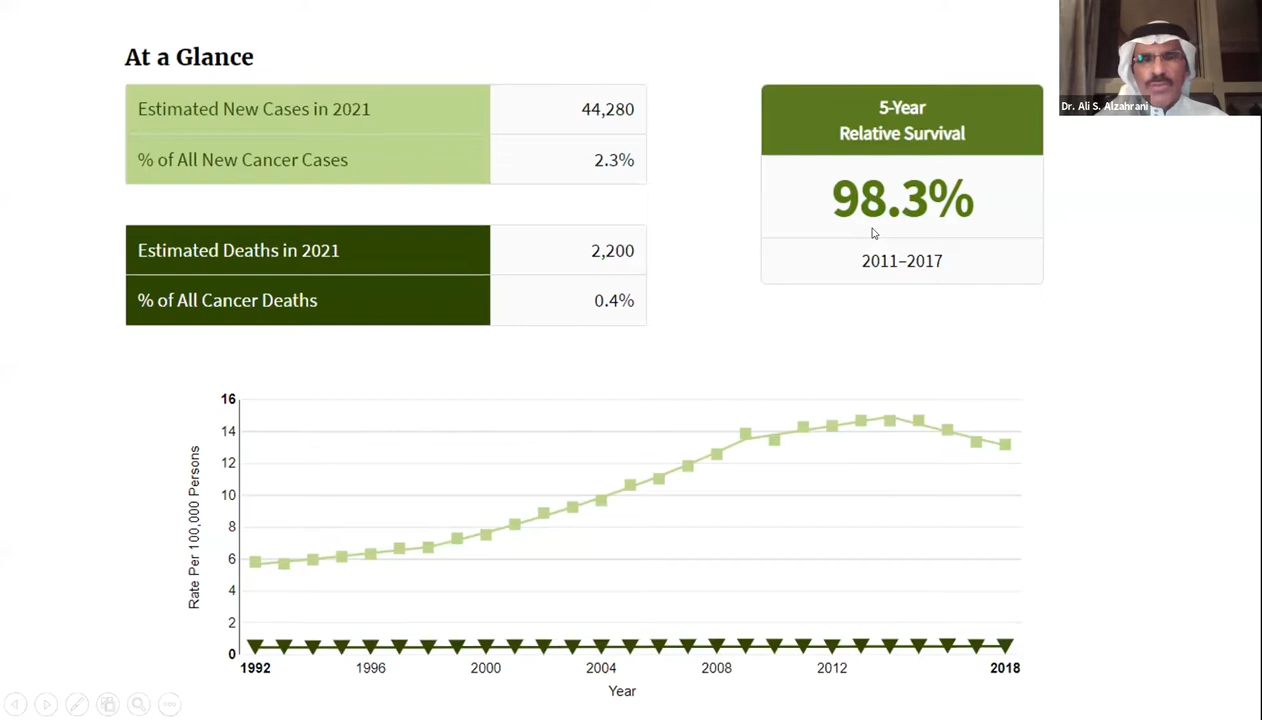 At a Glance
Estimated New Cases in 2021 44,280
% of All New Cancer Cases 2.3%
Estimated Deaths in 2021 2,200
% of All Cancer Deaths 0.4%
5-Year
Relative Survival
98.3%
2011–2017
Dr. Ali S. Alzahrani
16
14
12
10
8
6
4
2
0
Rate Per 100,000 Persons
1992 1996 2000 2004 2008 2012 2018
Year